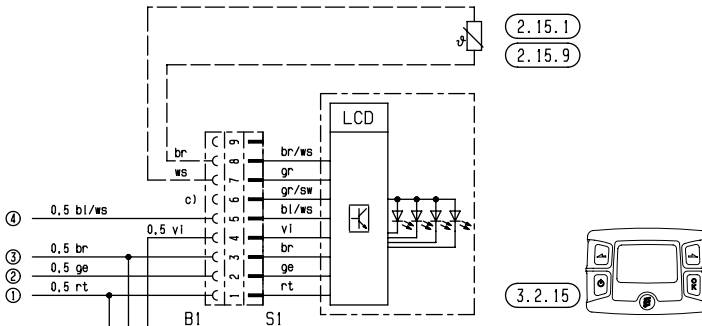 2.15.1
2.15.9
LCD
br
ws
c)
9
8
7
6
5
4
3
2
1
br/ws
gr
gr/sw
bl/ws
vi
br
ge
rt
④ 0,5 bl/ws
0,5 vi
③ 0,5 br
② 0,5 ge
① 0,5 rt
B1
S1
3.2.15
OK